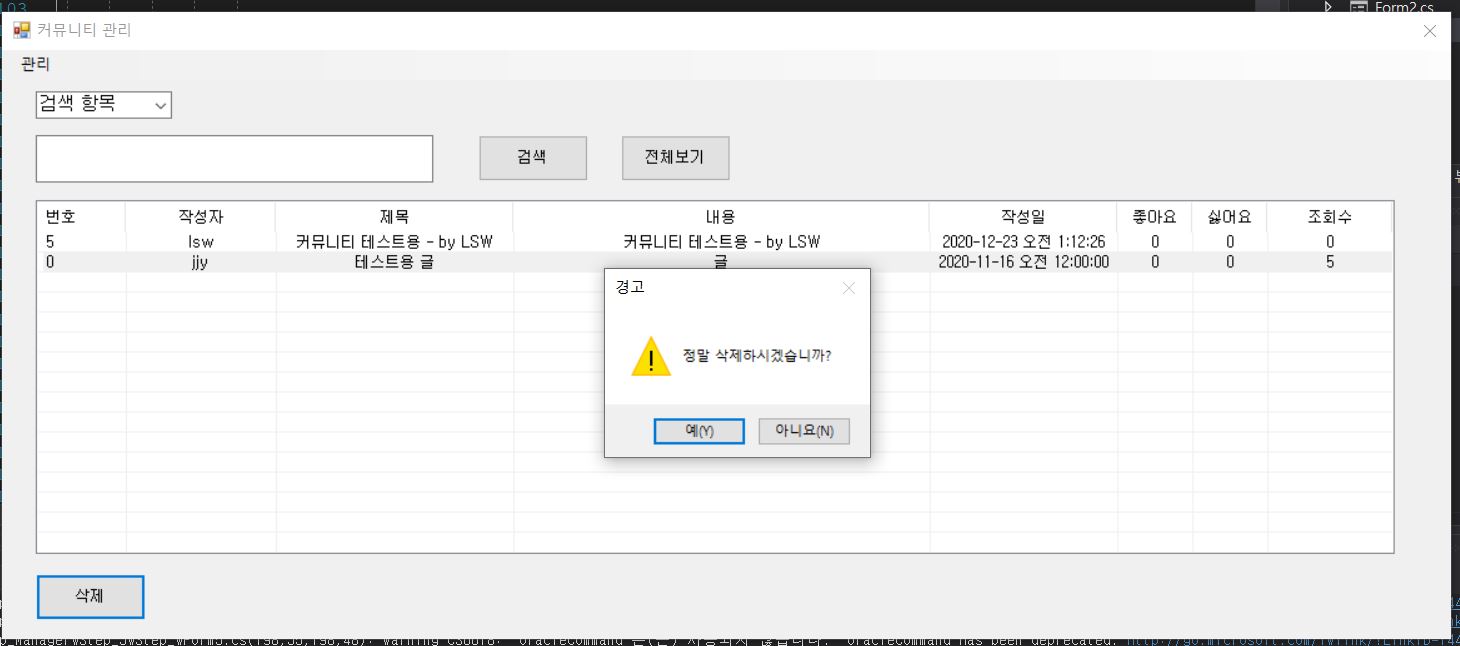 Form2.cs
커뮤니티 관리
관리
검색 항목
검색 전체보기
번호 작성자 제목 내용 작성일 좋아요 싫어요 조회수
5 lsw 커뮤니티 테스트용 - by LSW 커뮤니티 테스트용 - by LSW 2020-12-23 오전 1:12:26 0 0 0
0 jjy 테스트용 글 글 2020-11-16 오전 12:00:00 0 0 5
경고
정말 삭제하시겠습니까?
예(Y) 아니요(N)
삭제